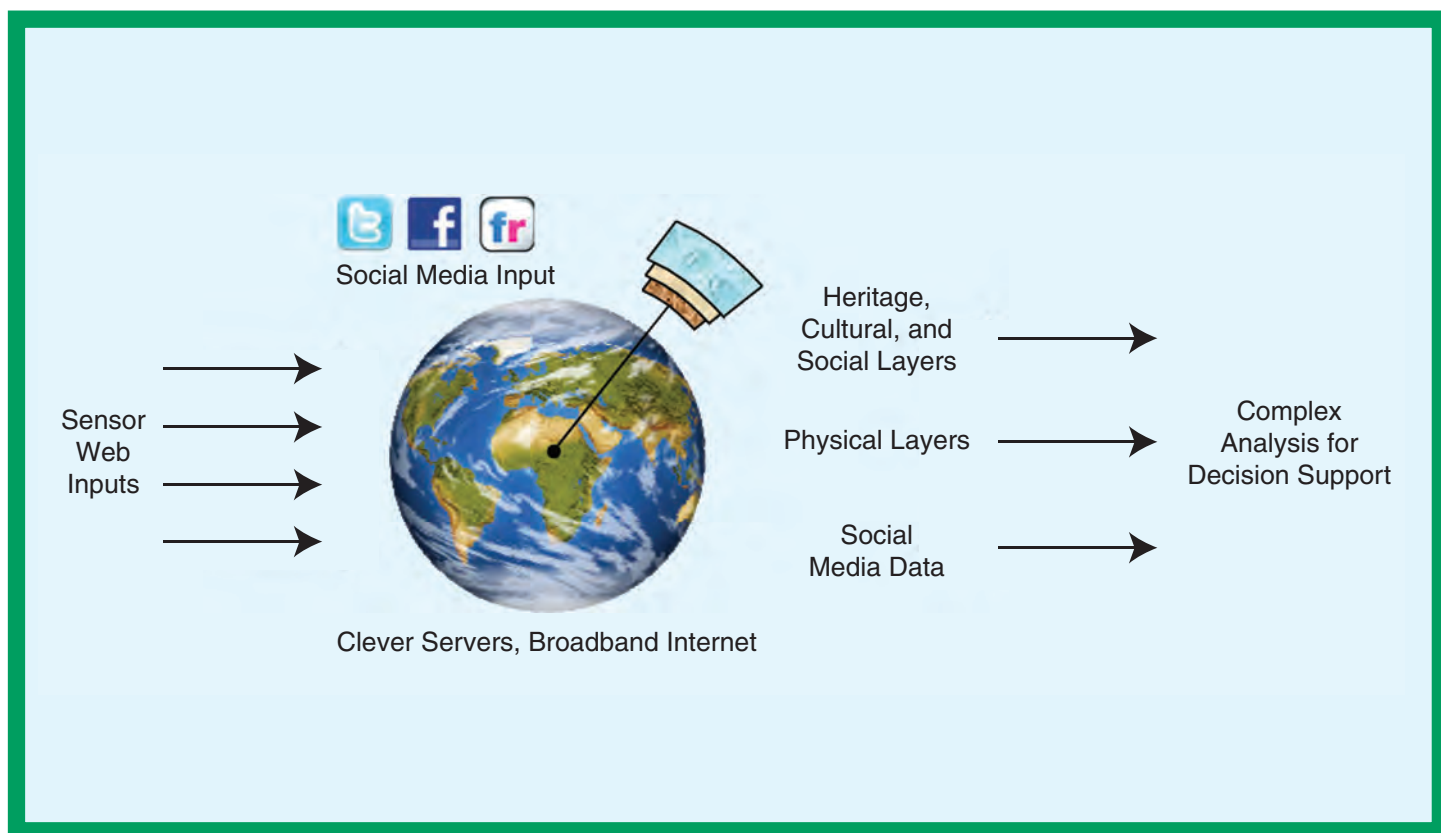 t
f
fr
Social Media Input
Sensor
Web
Inputs
Heritage,
Cultural, and
Social Layers
Physical Layers
Social
Media Data
Complex
Analysis for
Decision Support
Clever Servers, Broadband Internet